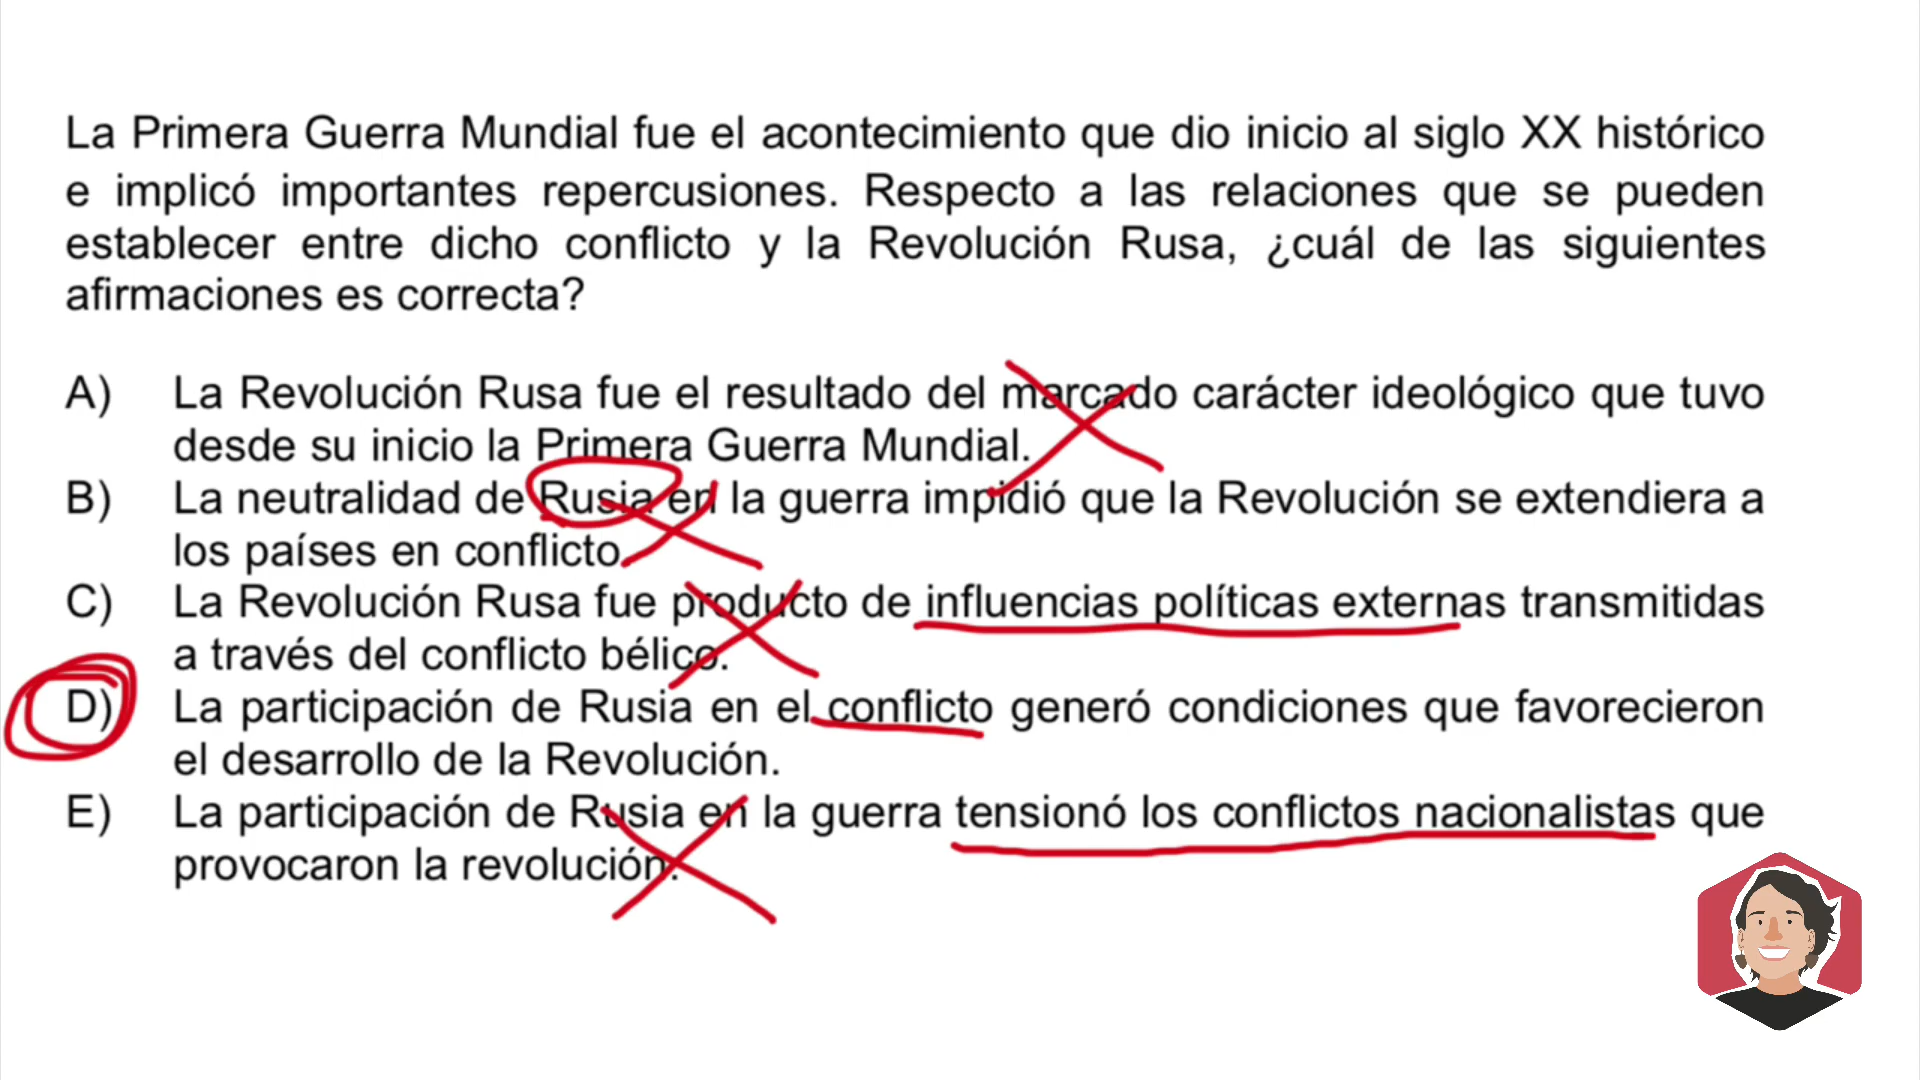 La Primera Guerra Mundial fue el acontecimiento que dio inicio al siglo XX histórico
e implicó importantes repercusiones. Respecto a las relaciones que se pueden
establecer entre dicho conflicto y la Revolución Rusa, ¿cuál de las siguientes
afirmaciones es correcta?
A) La Revolución Rusa fue el resultado del marcado carácter ideológico que tuvo
desde su inicio la Primera Guerra Mundial.
B) La neutralidad de Rusia en la guerra impidió que la Revolución se extendiera a
los países en conflicto.
C) La Revolución Rusa fue producto de influencias políticas externas transmitidas
a través del conflicto bélico.
D) La participación de Rusia en el conflicto generó condiciones que favorecieron
el desarrollo de la Revolución.
E) La participación de Rusia en la guerra tensionó los conflictos nacionalistas que
provocaron la revolución.